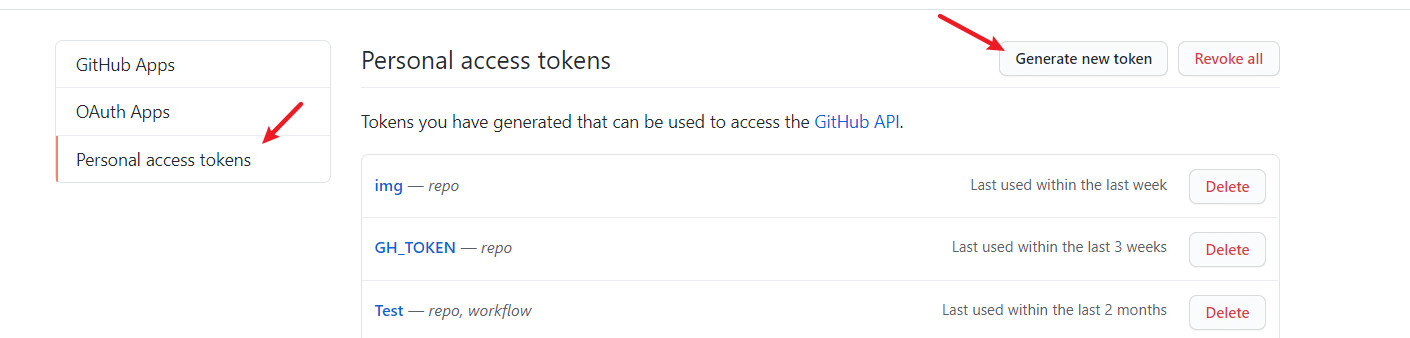 GitHub Apps
OAuth Apps
Personal access tokens
Personal access tokens
Generate new token
Revoke all
Tokens you have generated that can be used to access the GitHub API.
img — repo
Last used within the last week
Delete
GH_TOKEN — repo
Last used within the last 3 weeks
Delete
Test — repo, workflow
Last used within the last 2 months
Delete